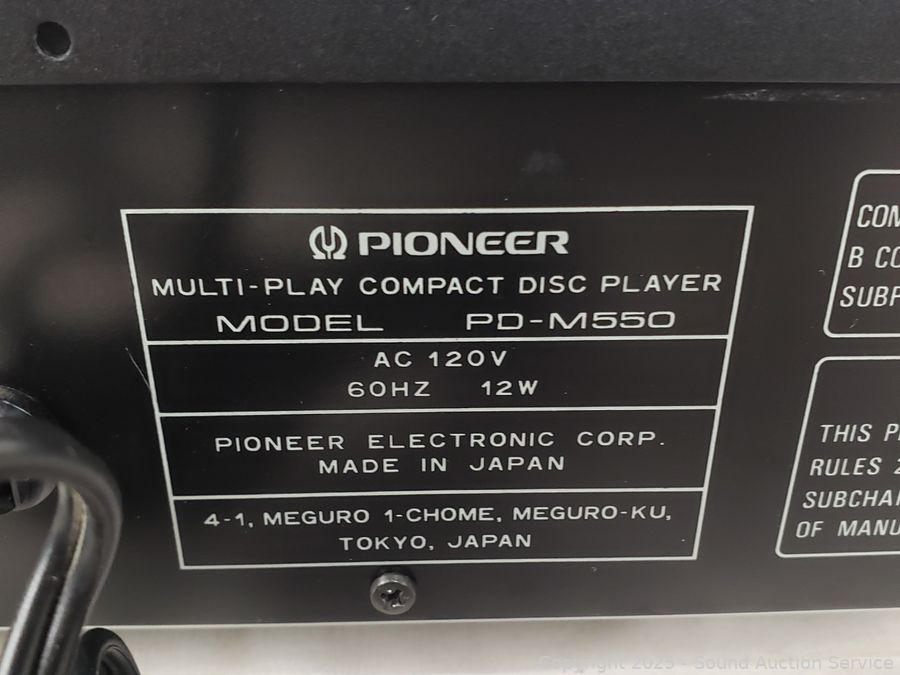 PIONEER
MULTI-PLAY COMPACT DISC PLAYER
MODEL PD-M550
AC 120V
60HZ 12W
PIONEER ELECTRONIC CORP.
MADE IN JAPAN
4-1, MEGURO 1-CHOME, MEGURO-KU,
TOKYO, JAPAN
COM
B CO
SUBP
THIS P
RULES 2
SUBCHA
OF MANU
Copyright 2025 - Sound Auction Service